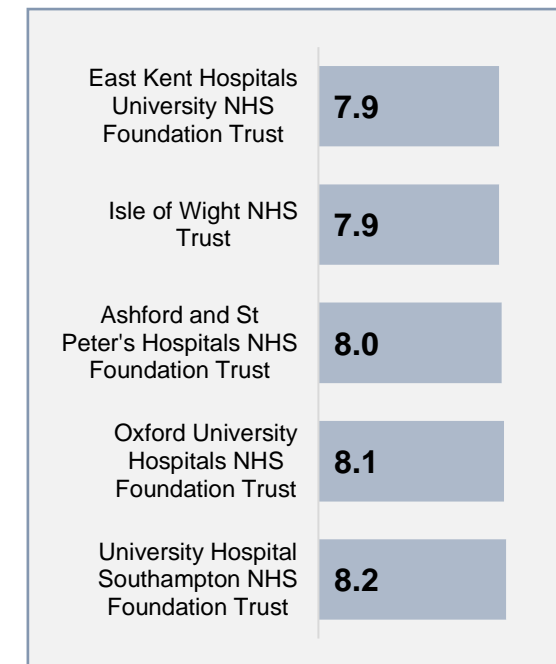 East Kent Hospitals
University NHS
Foundation Trust
7.9
Isle of Wight NHS
Trust
7.9
Ashford and St
Peter's Hospitals NHS
Foundation Trust
8.0
Oxford University
Hospitals NHS
Foundation Trust
8.1
University Hospital
Southampton NHS
Foundation Trust
8.2